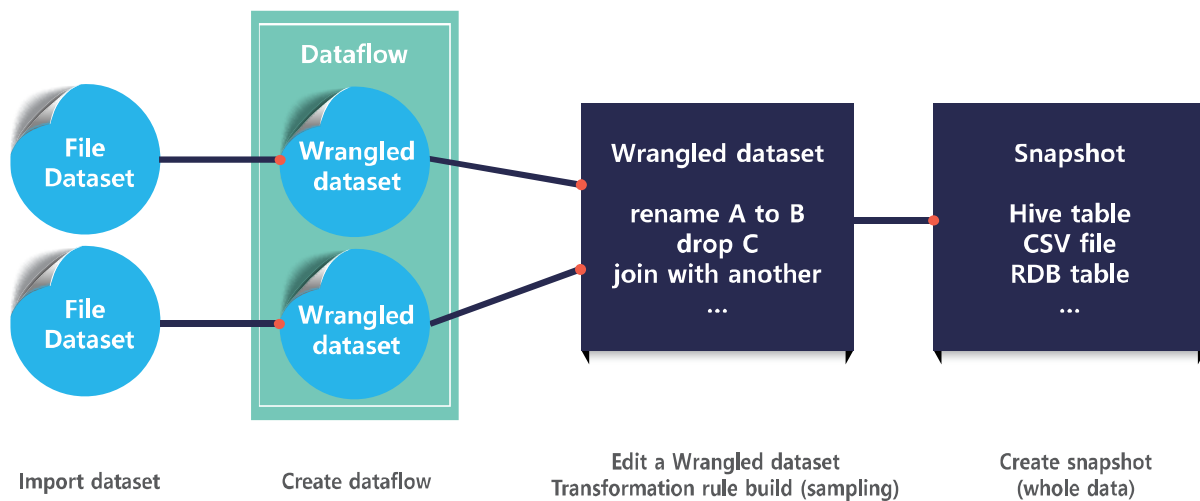 Dataflow
File
Dataset
Wrangled
dataset
File
Dataset
Wrangled
dataset
Wrangled dataset
rename A to B
drop C
join with another
...
Snapshot
Hive table
CSV file
RDB table
...
Import dataset
Create dataflow
Edit a Wrangled dataset
Transformation rule build (sampling)
Create snapshot
(whole data)